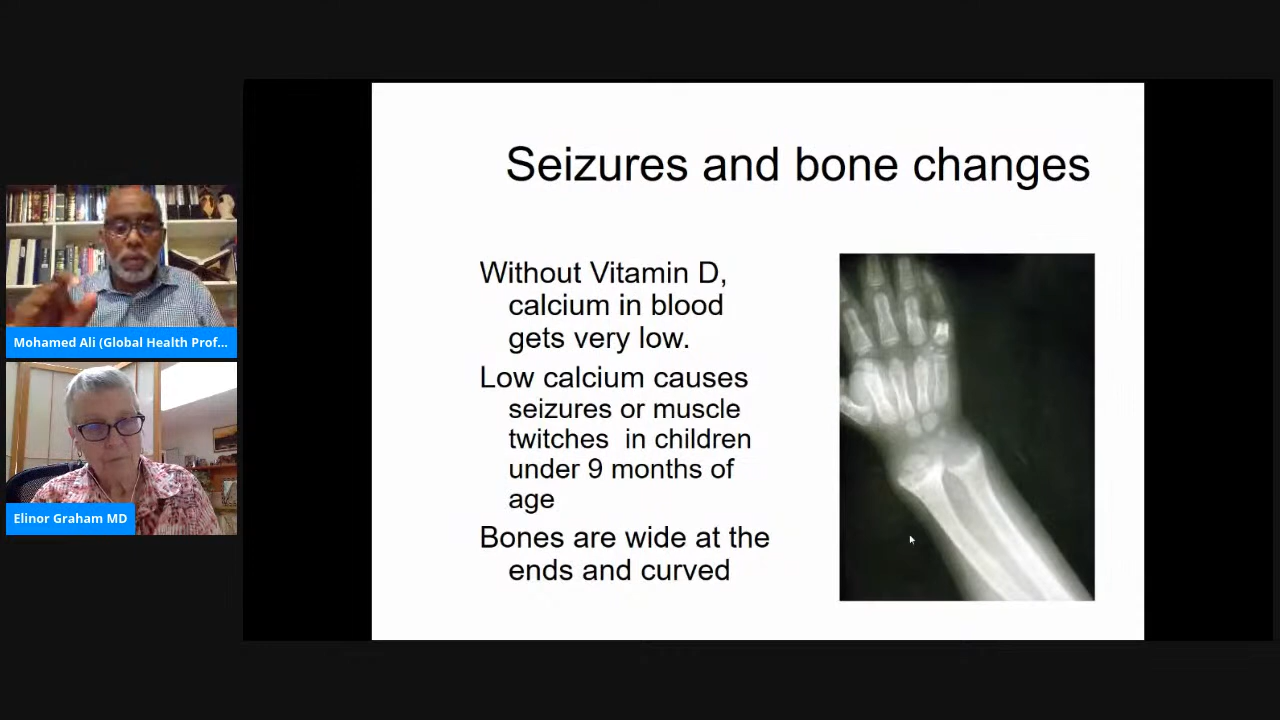 Seizures and bone changes
Without Vitamin D,
calcium in blood
gets very low.
Low calcium causes
seizures or muscle
twitches in children
under 9 months of
age
Bones are wide at the
ends and curved
Mohamed Ali (Global Health Prof...
Elinor Graham MD